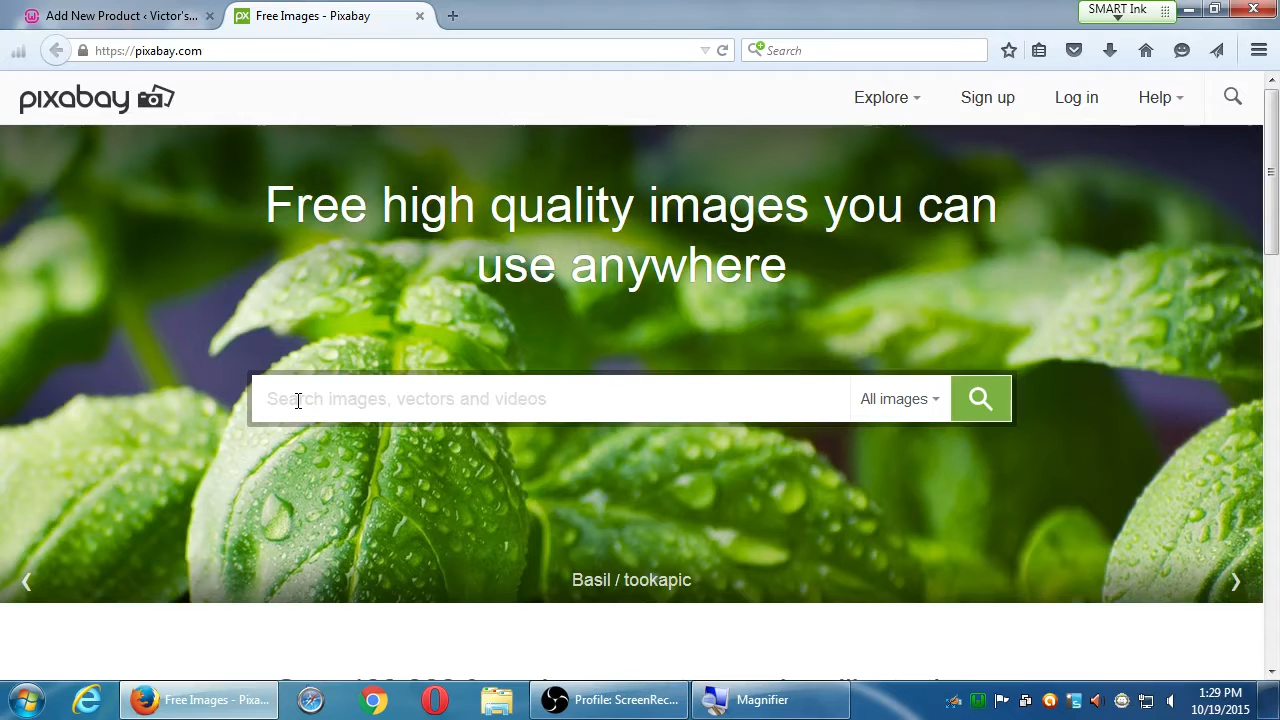 Add New Product ‹ Victor's...
Free Images - Pixabay
SMART Ink
https://pixabay.com
Search
pixabay
Explore
Sign up
Log in
Help
Free high quality images you can
use anywhere
Search images, vectors and videos
All images
Basil / tookapic
Free Images - Pixa...
Profile: ScreenRec...
Magnifier
1:29 PM
10/19/2015